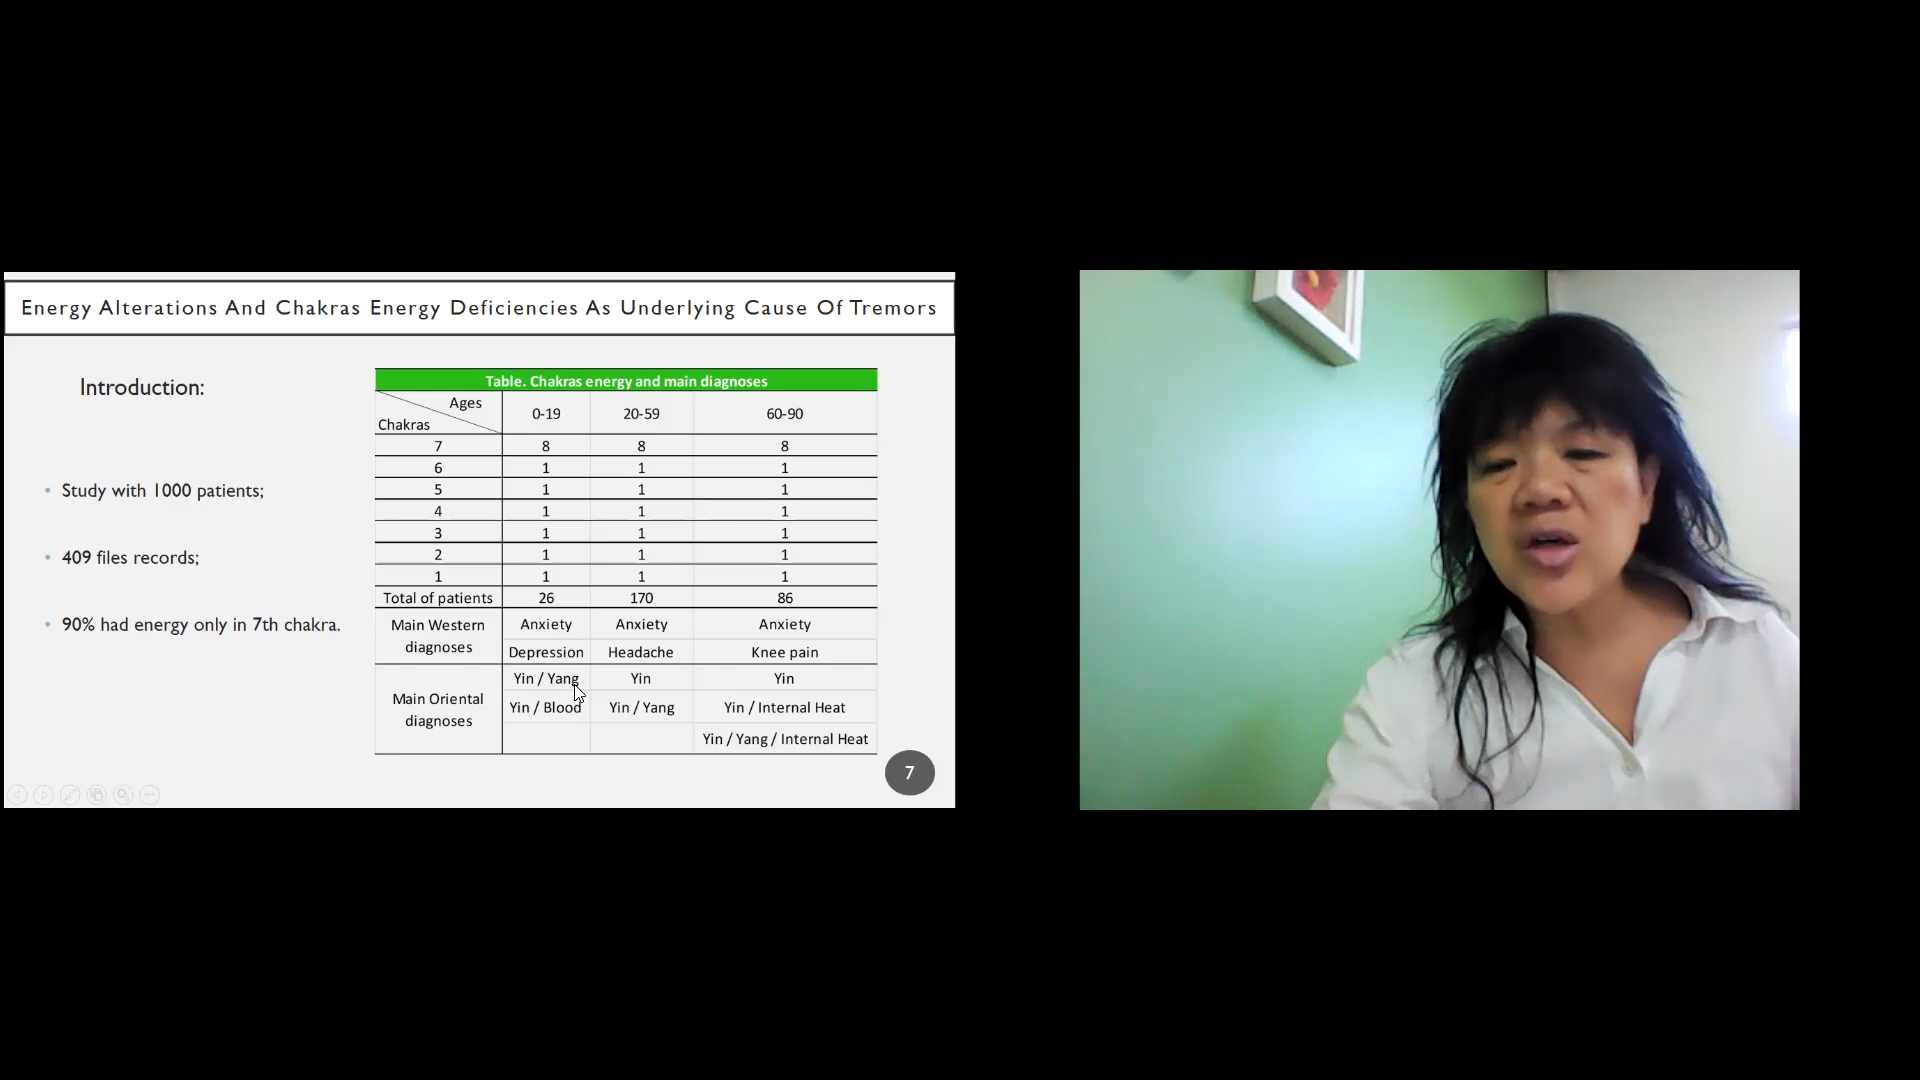 Energy Alterations And Chakras Energy Deficiencies As Underlying Cause Of Tremors
Introduction:
• Study with 1000 patients;
• 409 files records;
• 90% had energy only in 7th chakra.
Table. Chakras energy and main diagnoses
Chakras Ages 0-19 20-59 60-90
7 8 8 8
6 1 1 1
5 1 1 1
4 1 1 1
3 1 1 1
2 1 1 1
1 1 1 1
Total of patients 26 170 86
Main Western diagnoses Anxiety Anxiety Anxiety
Depression Headache Knee pain
Main Oriental diagnoses Yin / Yang Yin Yin
Yin / Blood Yin / Yang Yin / Internal Heat
Yin / Yang / Internal Heat
7